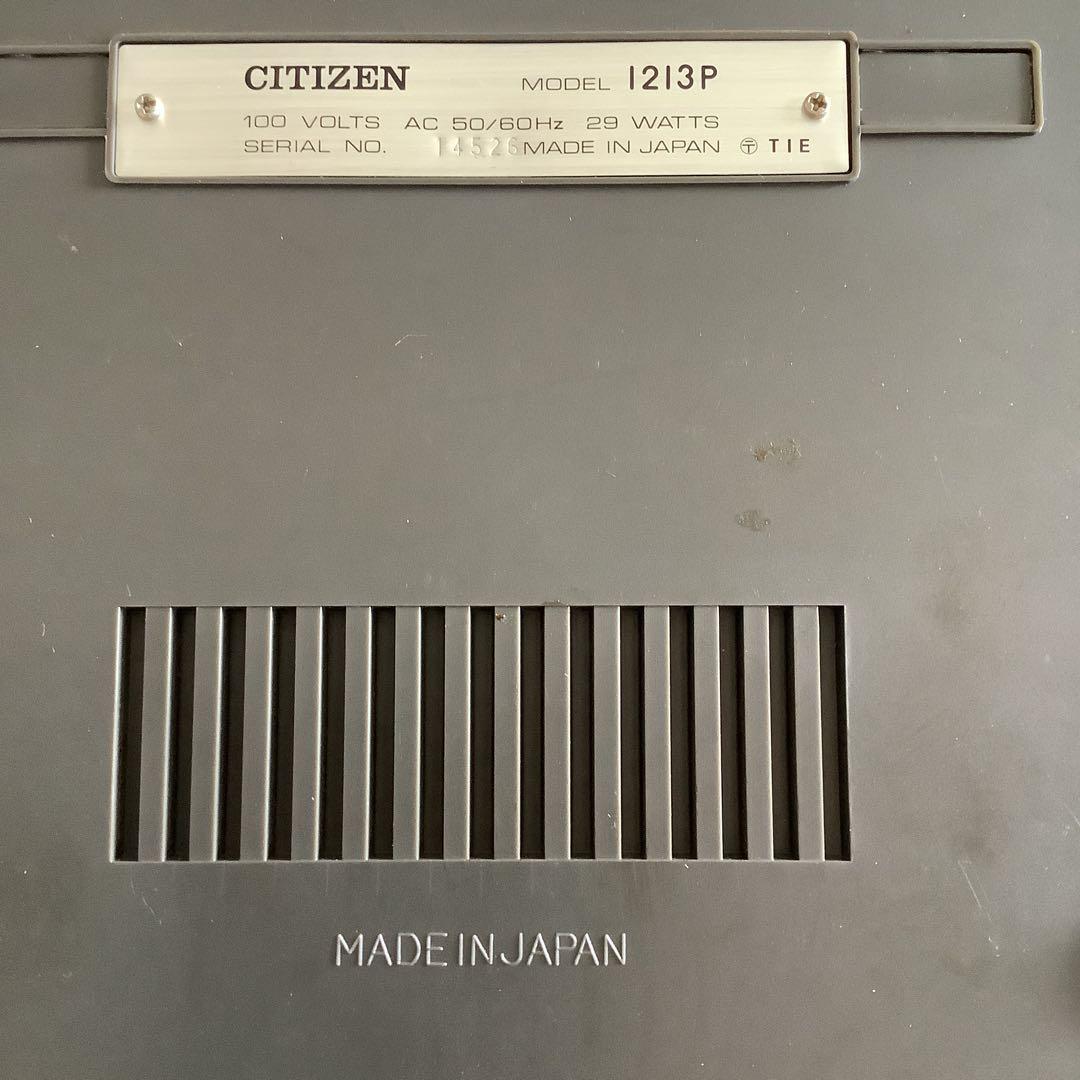 CITIZEN MODEL 1213P
100 VOLTS AC 50/60Hz 29 WATTS
SERIAL NO. 14526 MADE IN JAPAN Ⓣ TIE
MADE IN JAPAN